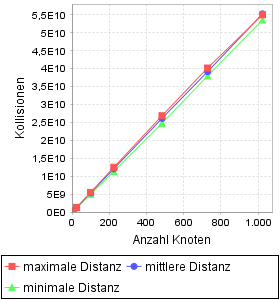 5,5E10
5E10
4,5E10
4E10
3,5E10
3E10
2,5E10
2E10
1,5E10
1E10
5E9
0E0
Kollisionen
0 200 400 600 800 1.000
Anzahl Knoten
maximale Distanz mittlere Distanz
minimale Distanz